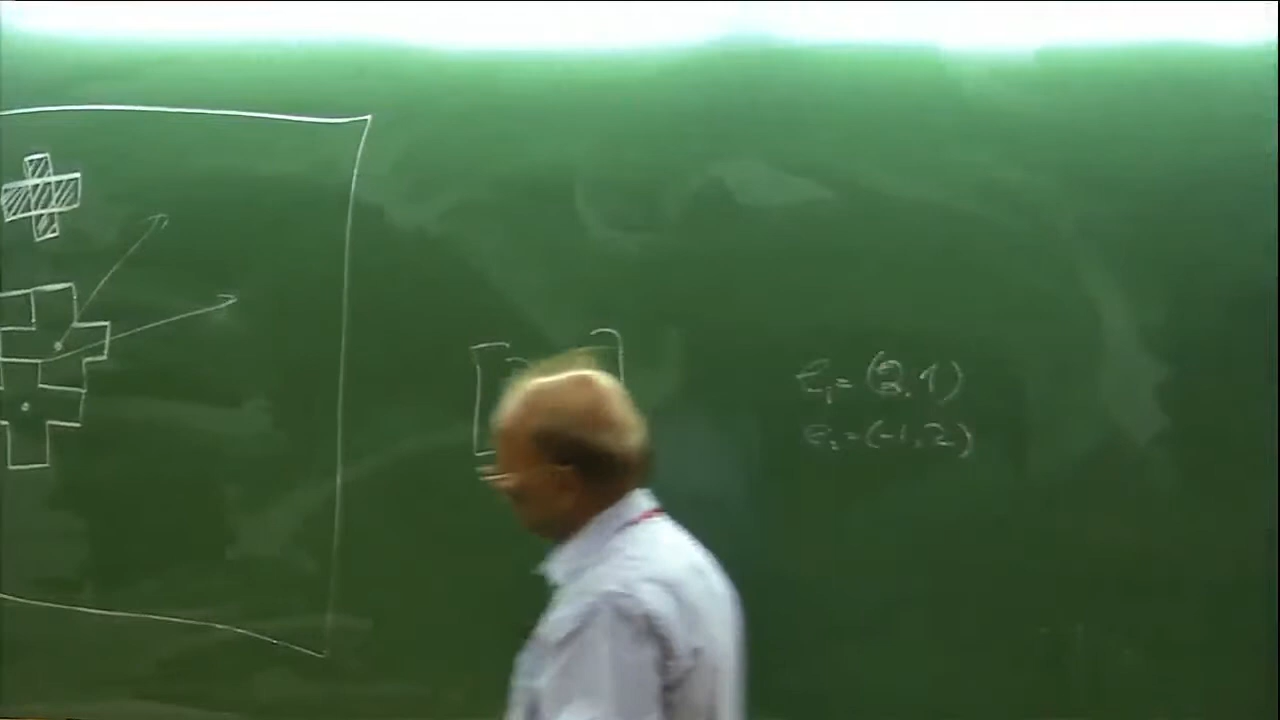 e₁ = (2,1)
e₂ = (-1,2)